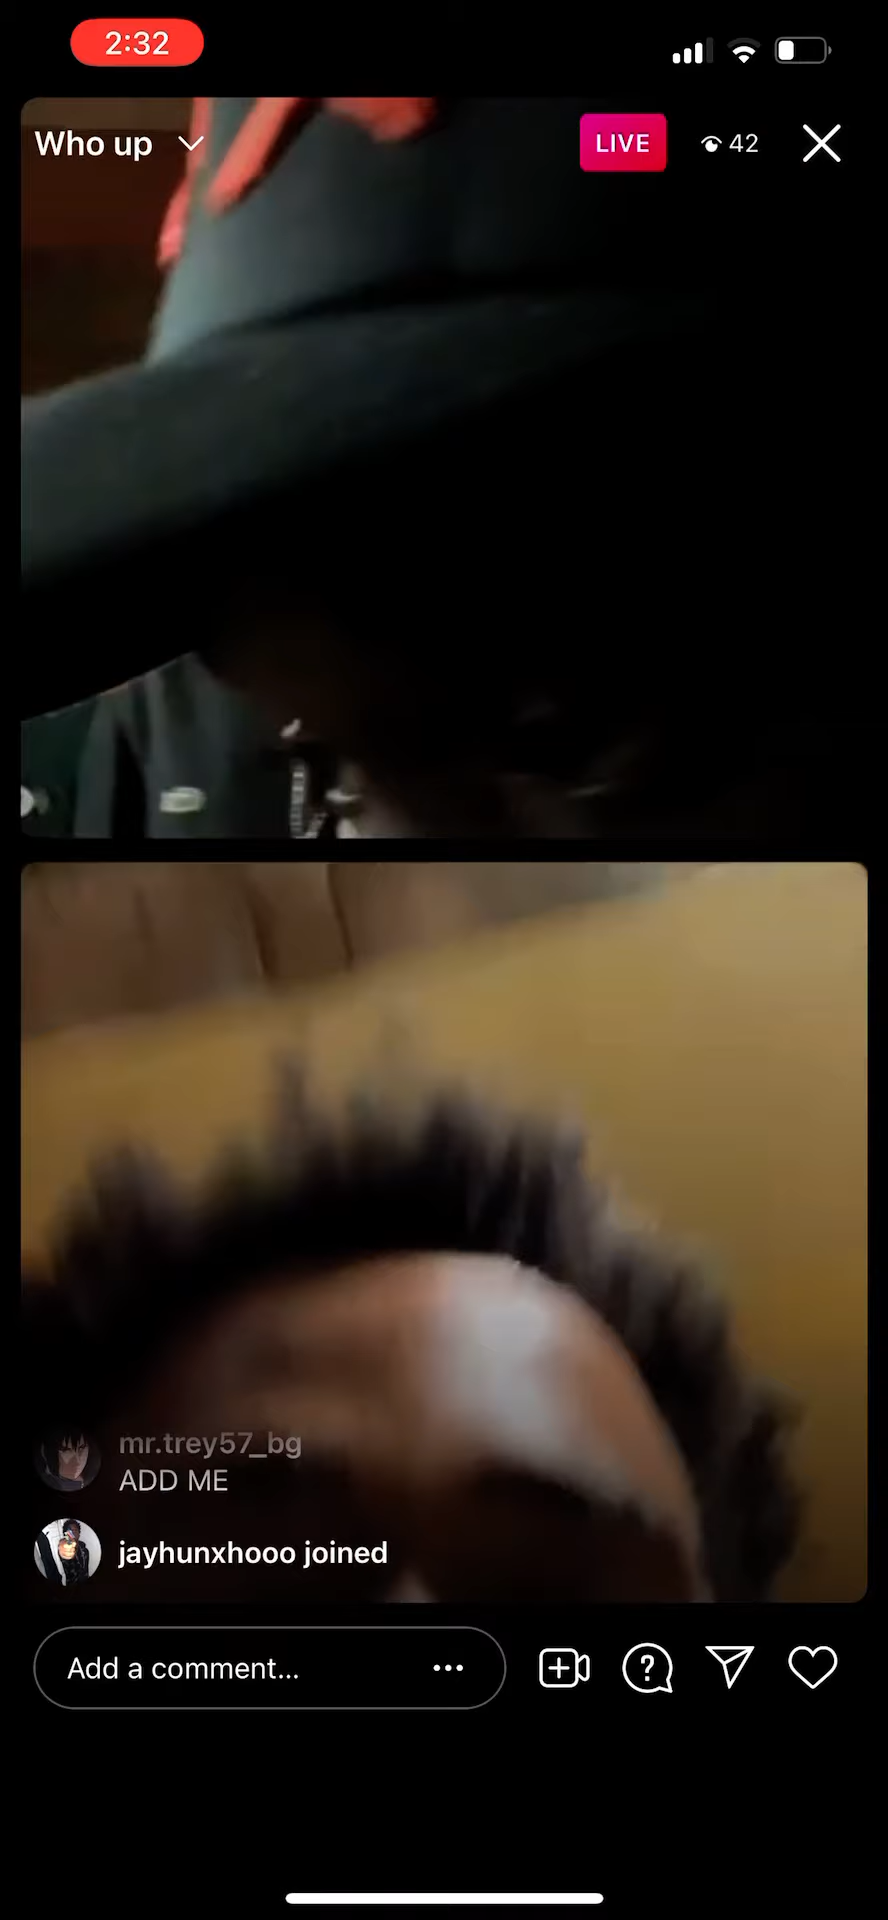 2:32
Who up
LIVE
42
mr.trey57_bg
ADD ME
jayhunxhooo joined
Add a comment...